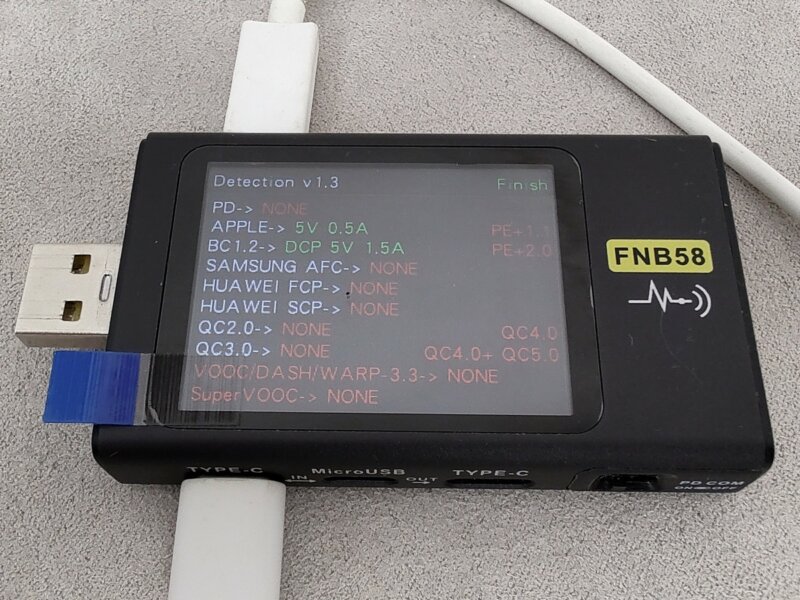 Detection v1.3 Finish
PD-> NONE
APPLE-> 5V 0.5A PE+1.1
BC1.2-> DCP 5V 1.5A PE+2.0
SAMSUNG AFC-> NONE
HUAWEI FCP-> NONE
HUAWEI SCP-> NONE
QC2.0-> NONE QC4.0
QC3.0-> NONE QC4.0+ QC5.0
VOOC/DASH/WARP-3.3-> NONE
SuperVOOC-> NONE
FNB58
TYPE-C IN MicroUSB OUT TYPE-C
PD COM
ON OFF